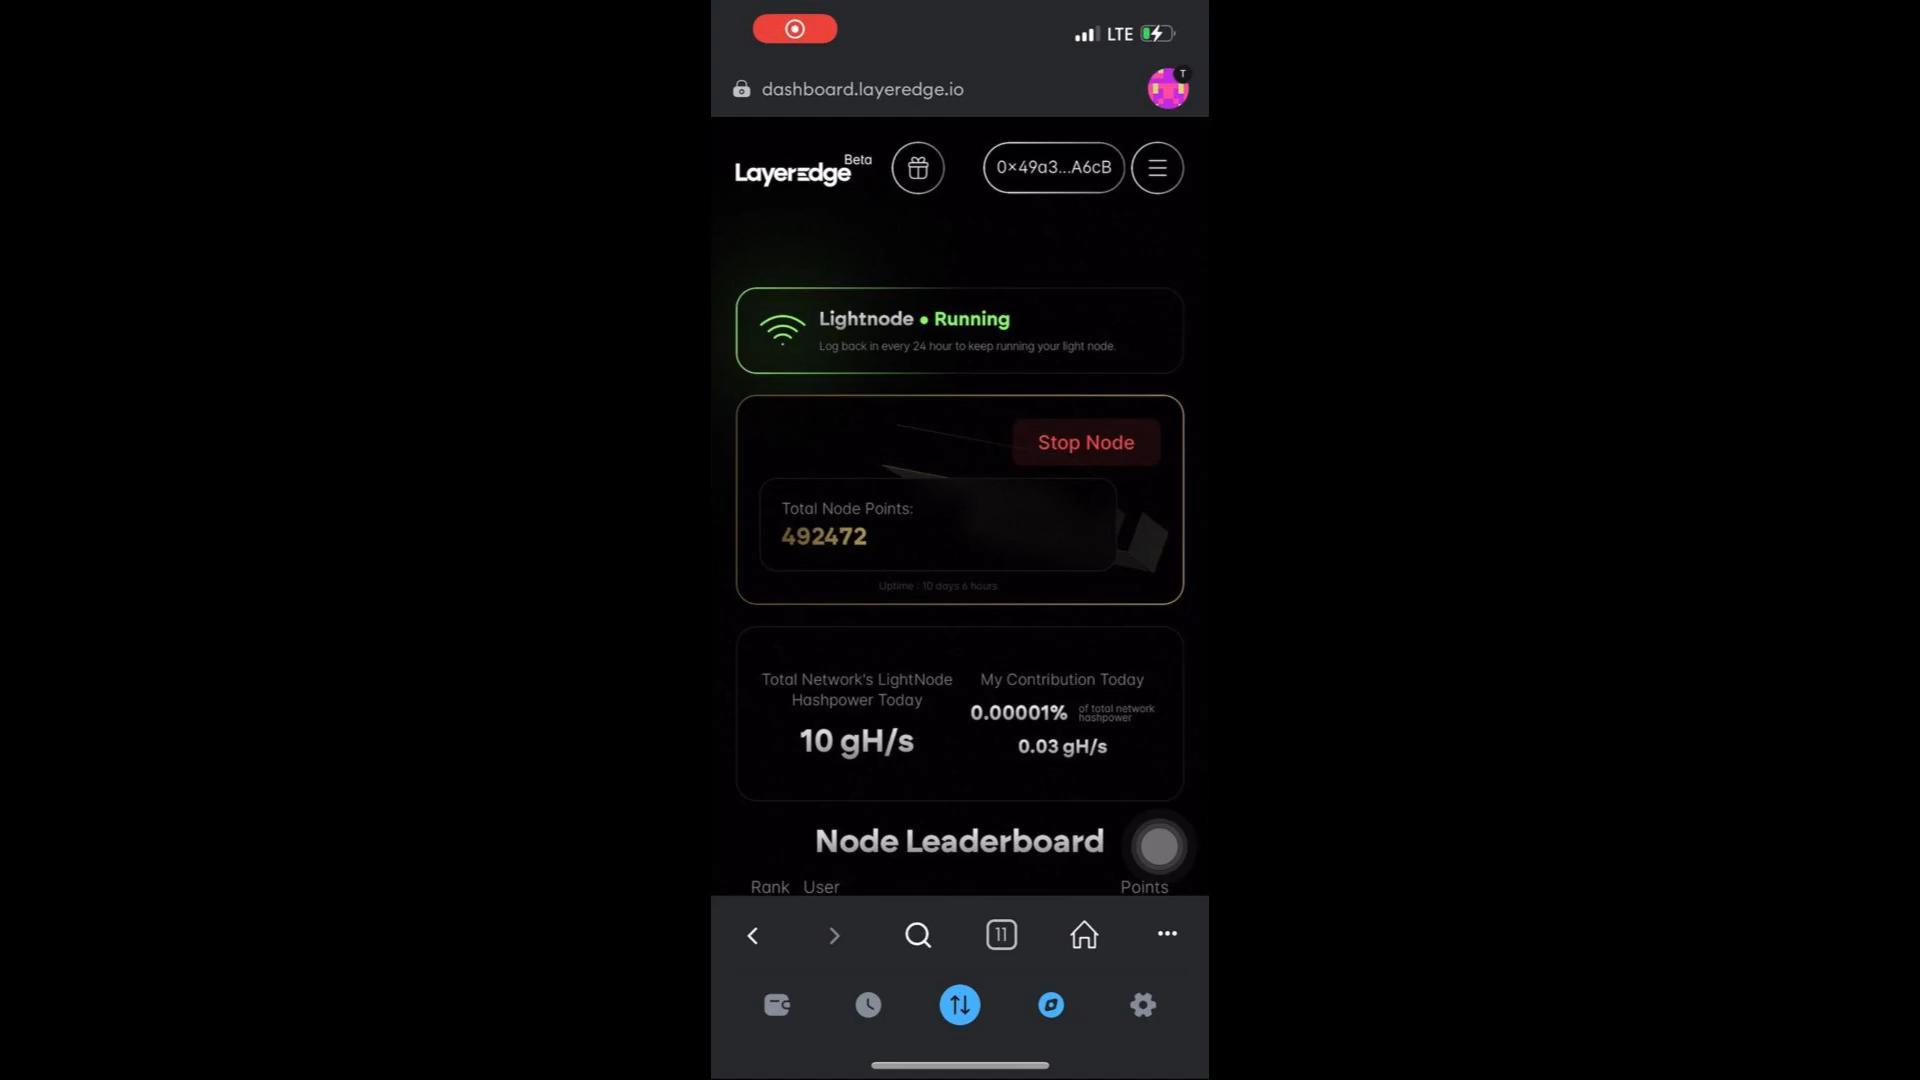 LTE
dashboard.layeredge.io
T
LayerEdge Beta
0×49a3...A6cB
Lightnode • Running
Log back in every 24 hour to keep running your light node.
Stop Node
Total Node Points:
492472
Uptime : 10 days 6 hours
Total Network's LightNode
Hashpower Today
10 gH/s
My Contribution Today
0.00001% of total network
hashpower
0.03 gH/s
Node Leaderboard
Rank User Points
11